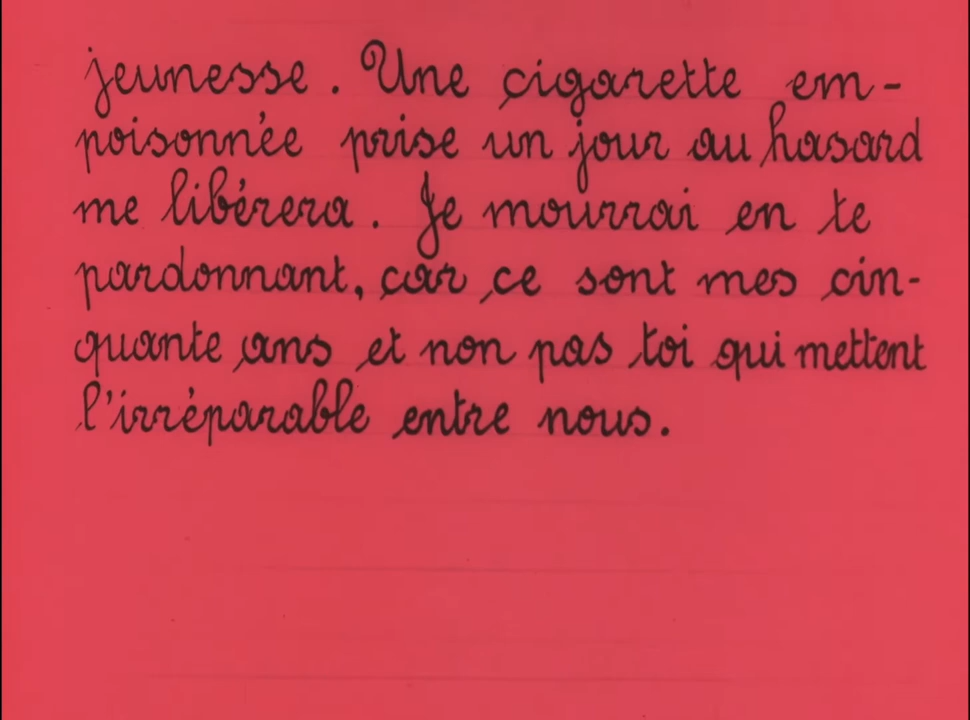 jeunesse. Une cigarette em-
poisonnée prise un jour au hasard
me libérera. Je mourrai en te
pardonnant, car ce sont mes cin-
quante ans et non pas toi qui mettent
l'irréparable entre nous.